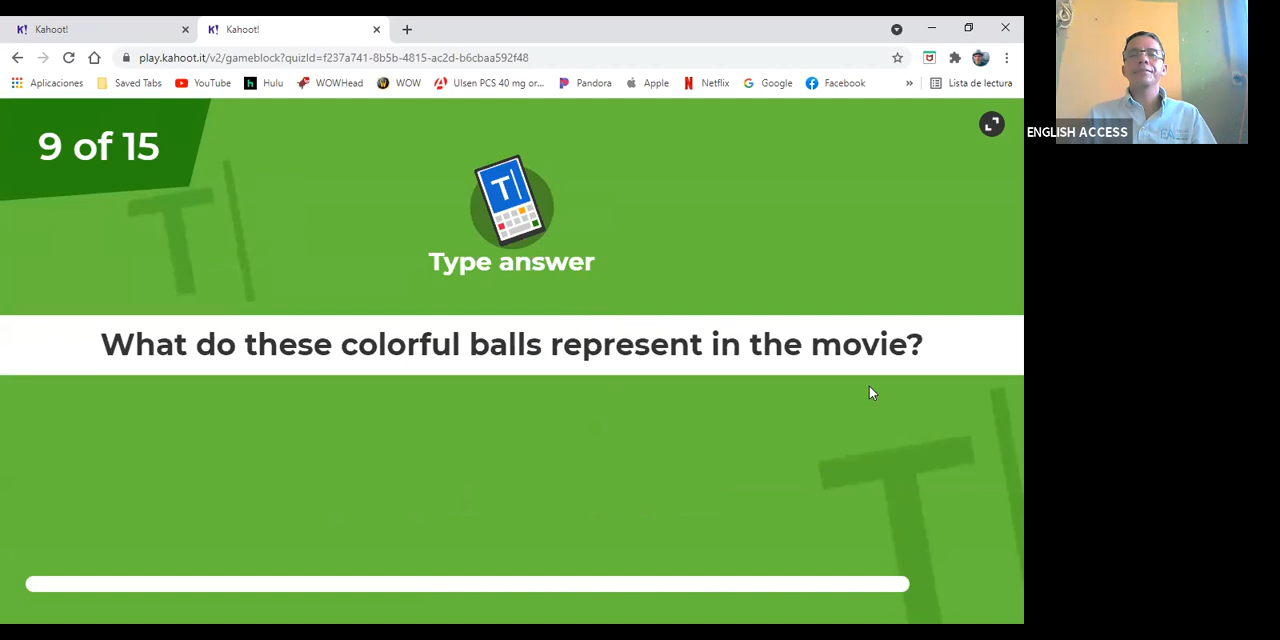 Kahoot!
Kahoot!
play.kahoot.it/v2/gameblock?quizId=f237a741-8b5b-4815-ac2d-b6cbaa592f48
Aplicaciones Saved Tabs YouTube Hulu WOWHead WOW Ulsen PCS 40 mg or... Pandora Apple Netflix Google Facebook » Lista de lectura
9 of 15
Type answer
What do these colorful balls represent in the movie?
ENGLISH ACCESS